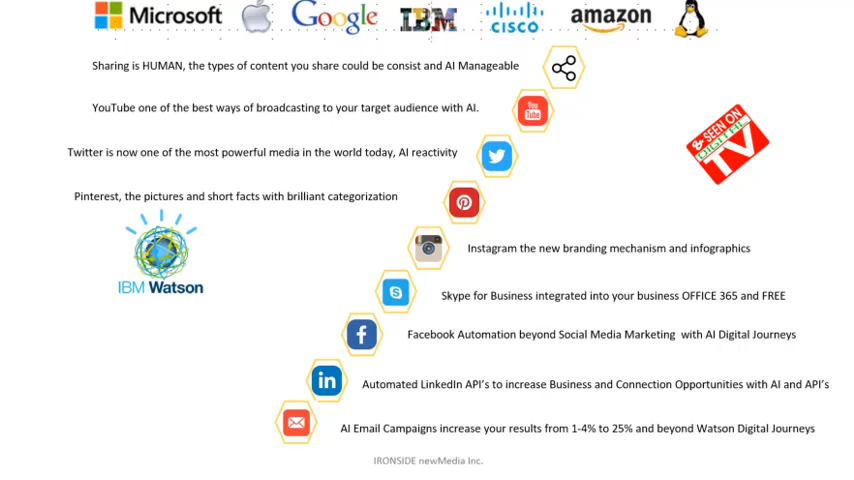 Microsoft
Google
IBM
CISCO
amazon
Sharing is HUMAN, the types of content you share could be consist and AI Manageable
YouTube one of the best ways of broadcasting to your target audience with AI.
You
Tube
& SEEN ON
DIGITAL
TV
Twitter is now one of the most powerful media in the world today, AI reactivity
Pinterest, the pictures and short facts with brilliant categorization
IBM Watson
Instagram the new branding mechanism and infographics
Skype for Business integrated into your business OFFICE 365 and FREE
Facebook Automation beyond Social Media Marketing with AI Digital Journeys
in
Automated LinkedIn API's to increase Business and Connection Opportunities with AI and API's
AI Email Campaigns increase your results from 1-4% to 25% and beyond Watson Digital Journeys
IRONSIDE newMedia Inc.